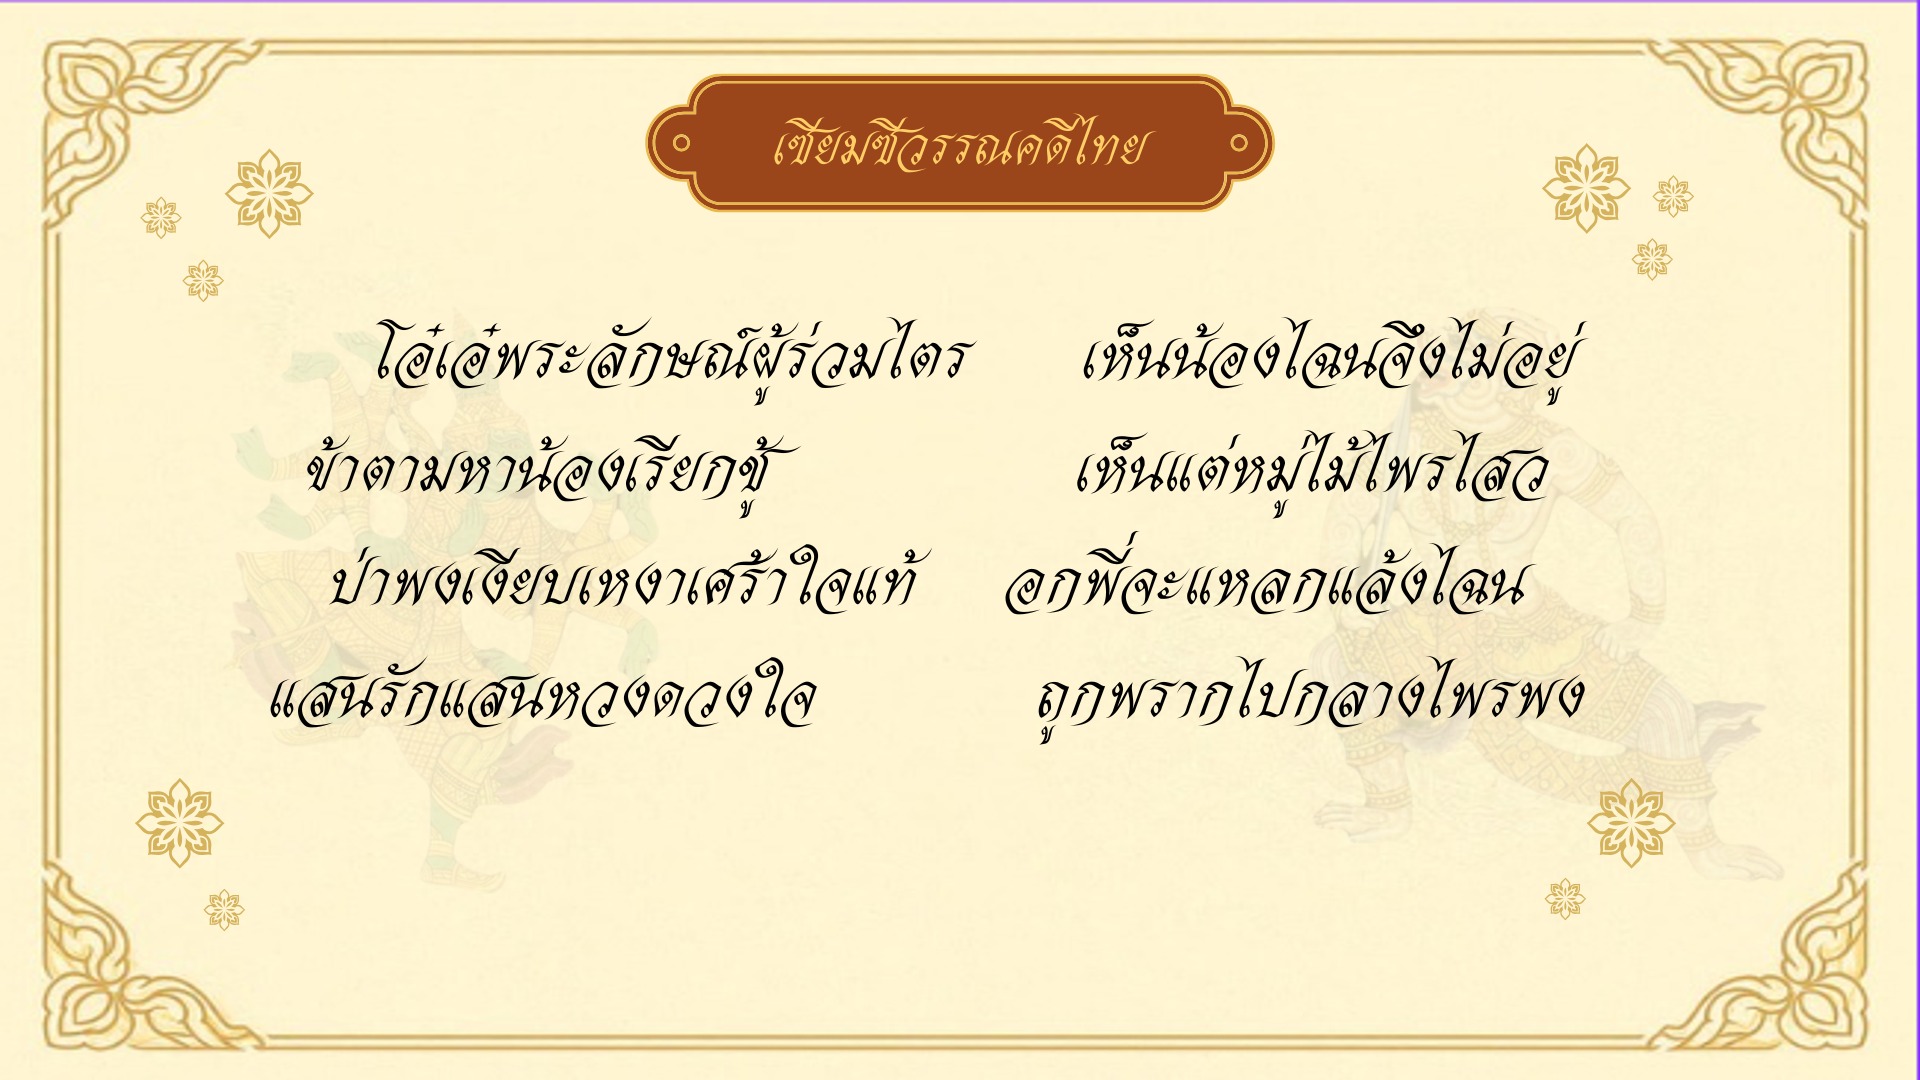 เซียมซีวรรณคดีไทย
โอ๋เอ๋พระลักษณ์ผู้ร่วมไตร เห็นน้องไฉนจึงไม่อยู่
ข้าตามหาน้องเรียกชู้ เห็นแต่หมู่ไม้ไพรไสว
ป่าพงเงียบเหงาเศร้าใจแท้ อกพี่จะแหลกแล้งไฉน
แสนรักแสนหวงดวงใจ ถูกพรากไปกลางไพรพง